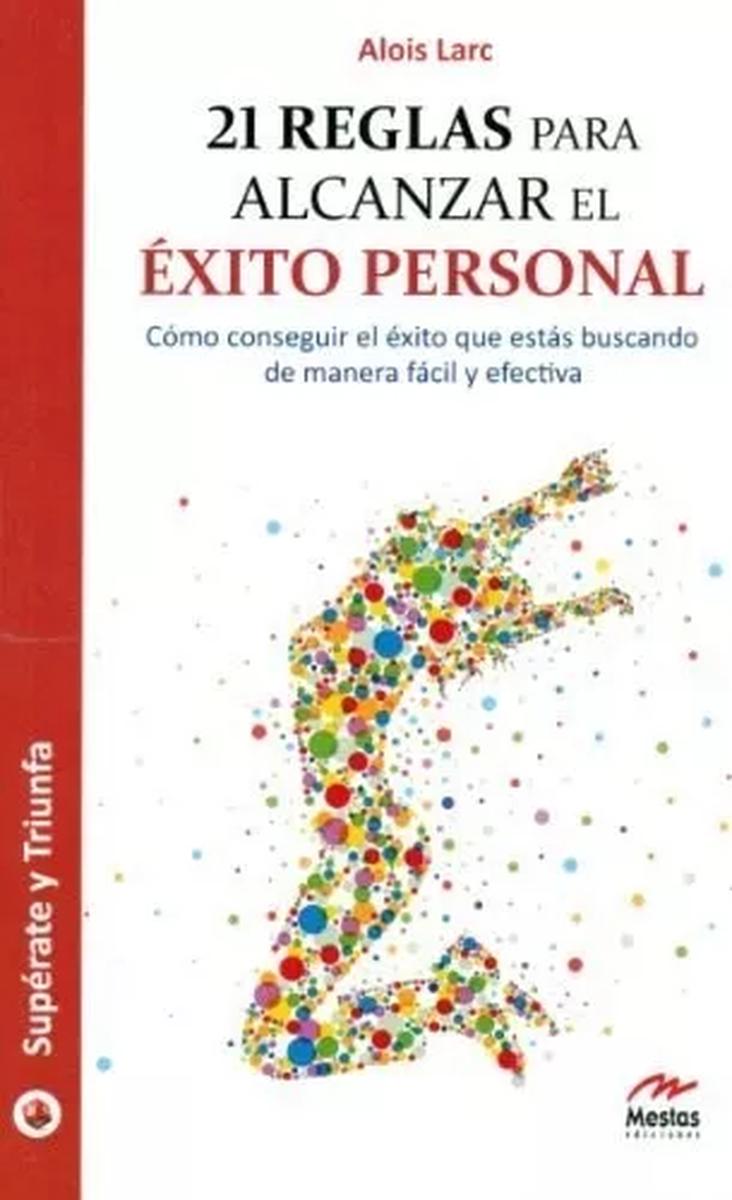 Alois Larc
21 REGLAS PARA
ALCANZAR EL
ÉXITO PERSONAL
Cómo conseguir el éxito que estás buscando
de manera fácil y efectiva
Supérate y Triunfa
Mestas
ediciones